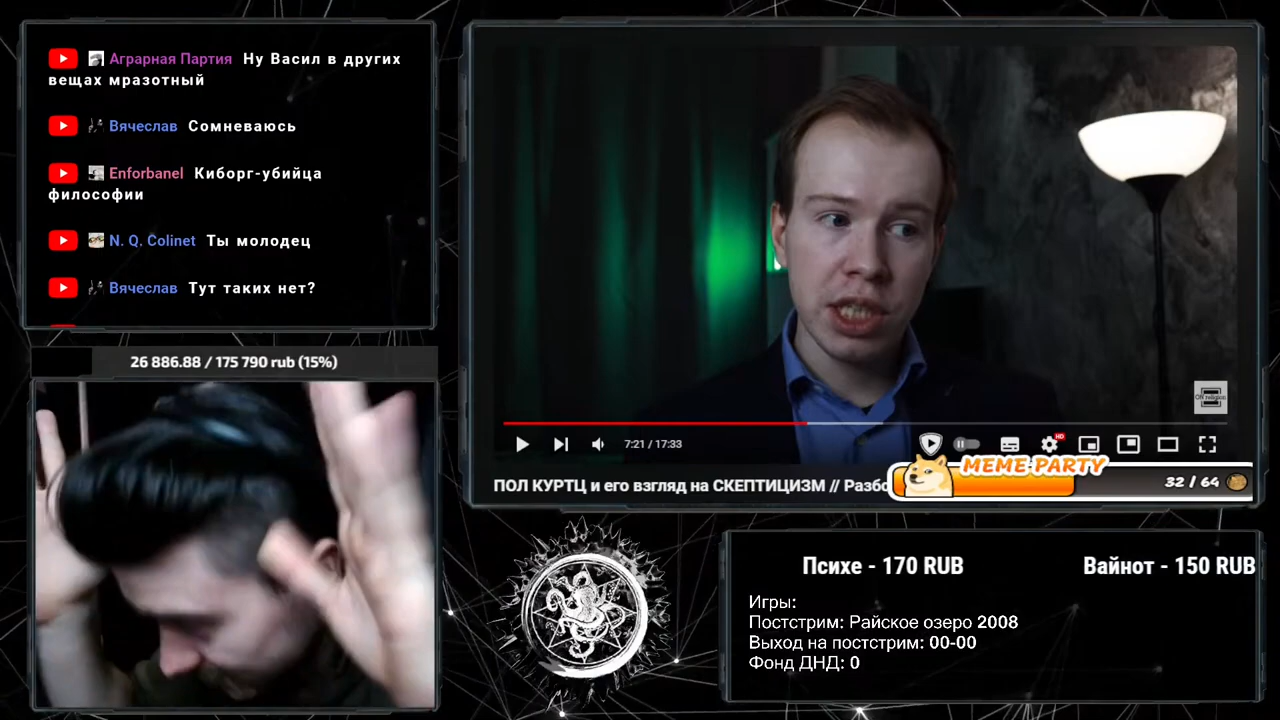 Аграрная Партия Ну Васил в других
вещах мразотный
Вячеслав Сомневаюсь
Enforbanel Киборг-убийца
философии
N. Q. Colinet Ты молодец
Вячеслав Тут таких нет?
26 886.88 / 175 790 rub (15%)
ON religion
7:21 / 17:33
HD
MEME PARTY
32 / 64
ПОЛ КУРТЦ и его взгляд на СКЕПТИЦИЗМ // Разбо
Психе - 170 RUB
Вайнот - 150 RUB
Игры:
Постстрим: Райское озеро 2008
Выход на постстрим: 00-00
Фонд ДНД: 0